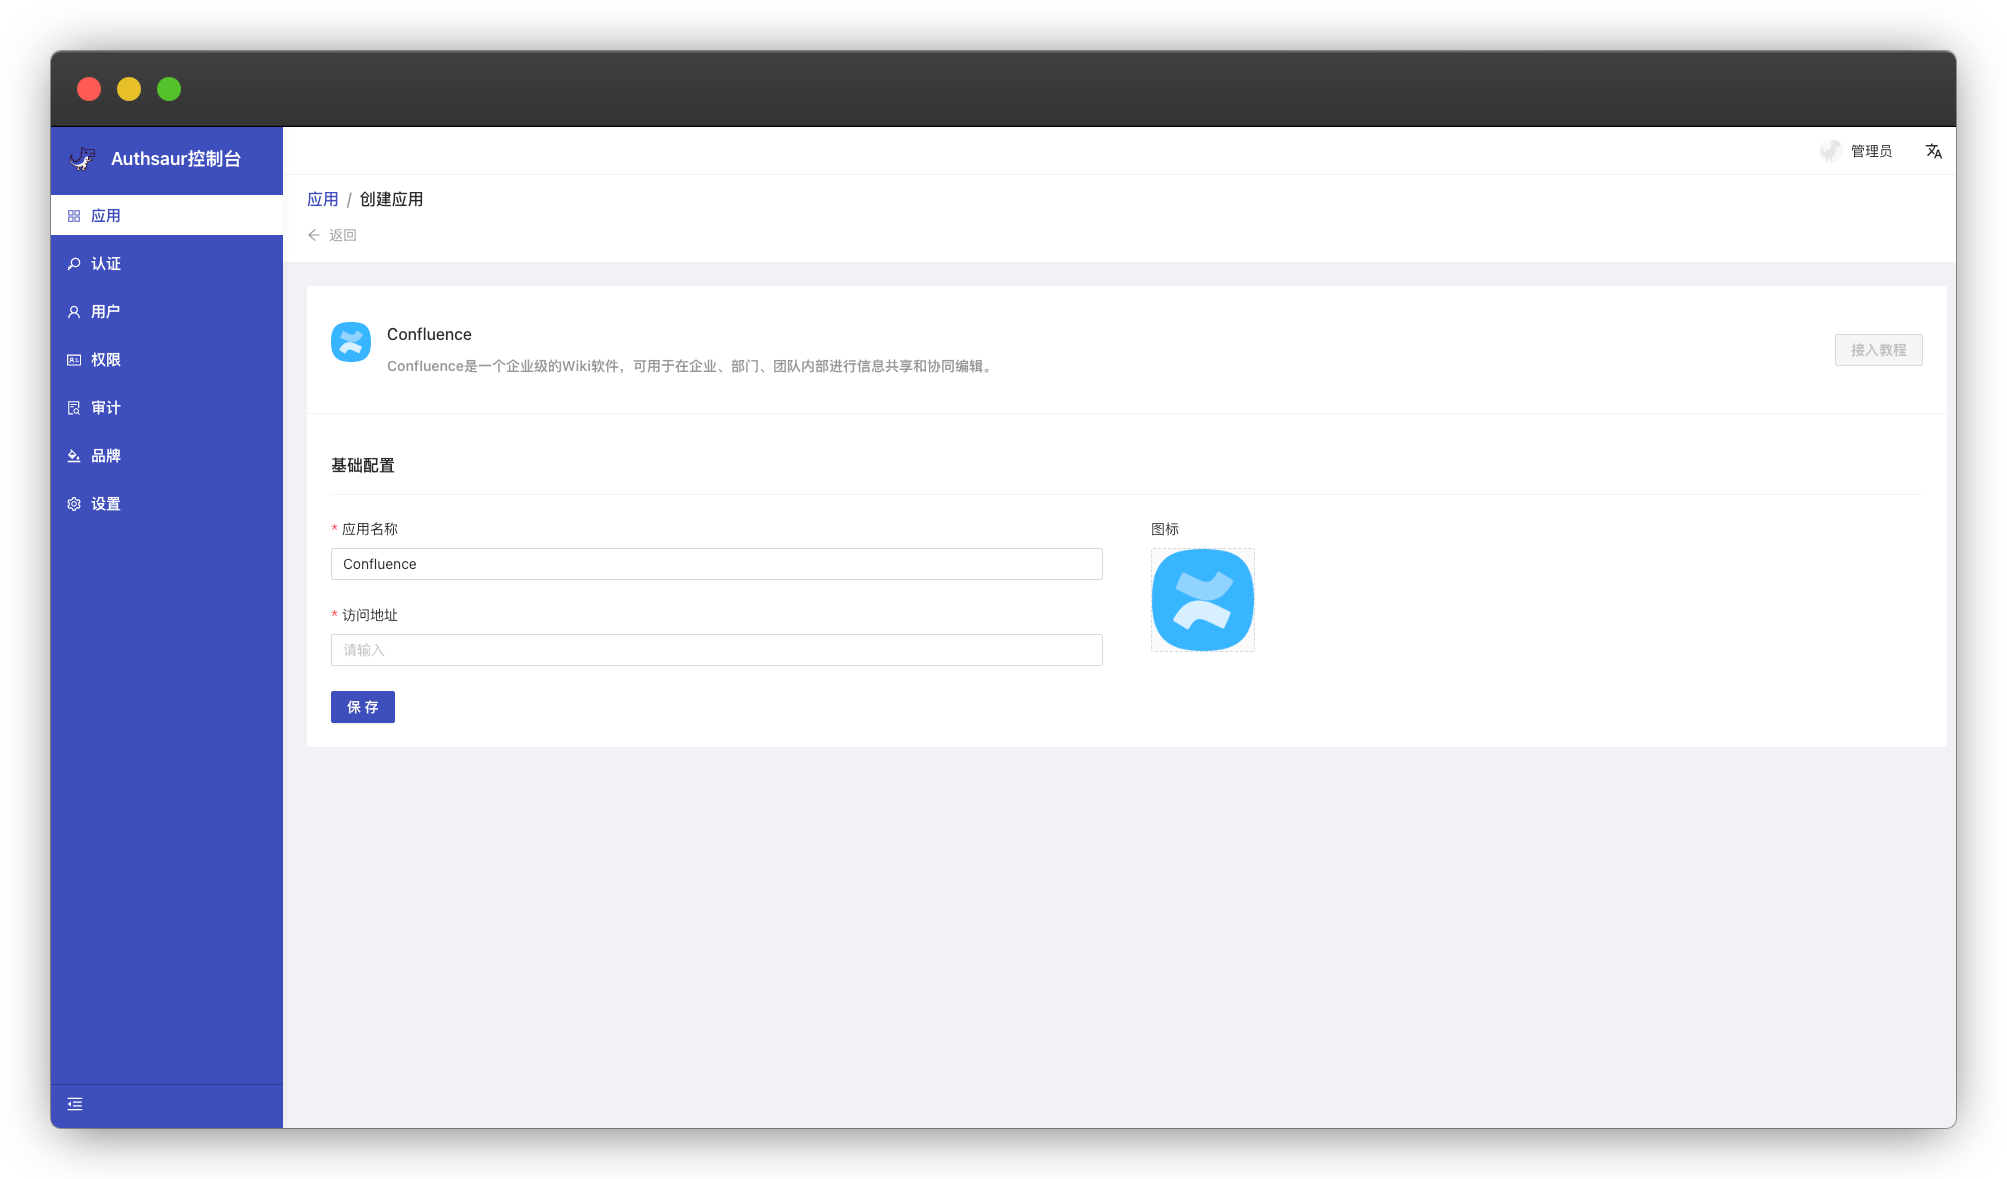 Authsaur控制台
管理员
应用
认证
用户
权限
审计
品牌
设置
应用 / 创建应用
返回
Confluence
Confluence是一个企业级的Wiki软件，可用于在企业、部门、团队内部进行信息共享和协同编辑。
接入教程
基础配置
* 应用名称
Confluence
* 访问地址
请输入
图标
保 存